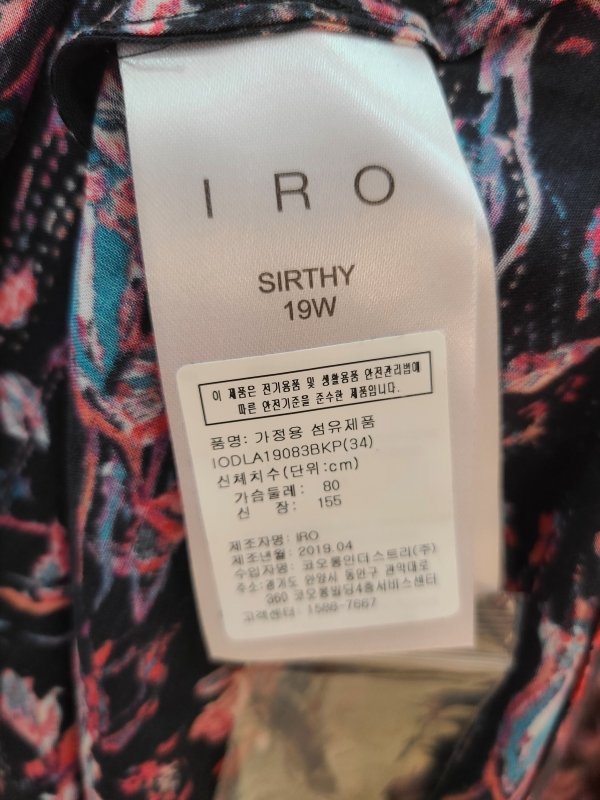 I R O
SIRTHY
19W
이 제품은 전기용품 및 생활용품 안전관리법에
따른 안전기준을 준수한 제품입니다.
품명: 가정용 섬유제품
IODLA19083BKP(34)
신체치수(단위:cm)
가슴둘레: 80
신 장: 155
제조자명: IRO
제조년월: 2019.04
수입자명: 코오롱인더스트리(주)
주소:경기도 안양시 동안구 관악대로
360 코오롱빌딩4층서비스센터
고객센터: 1588-7667